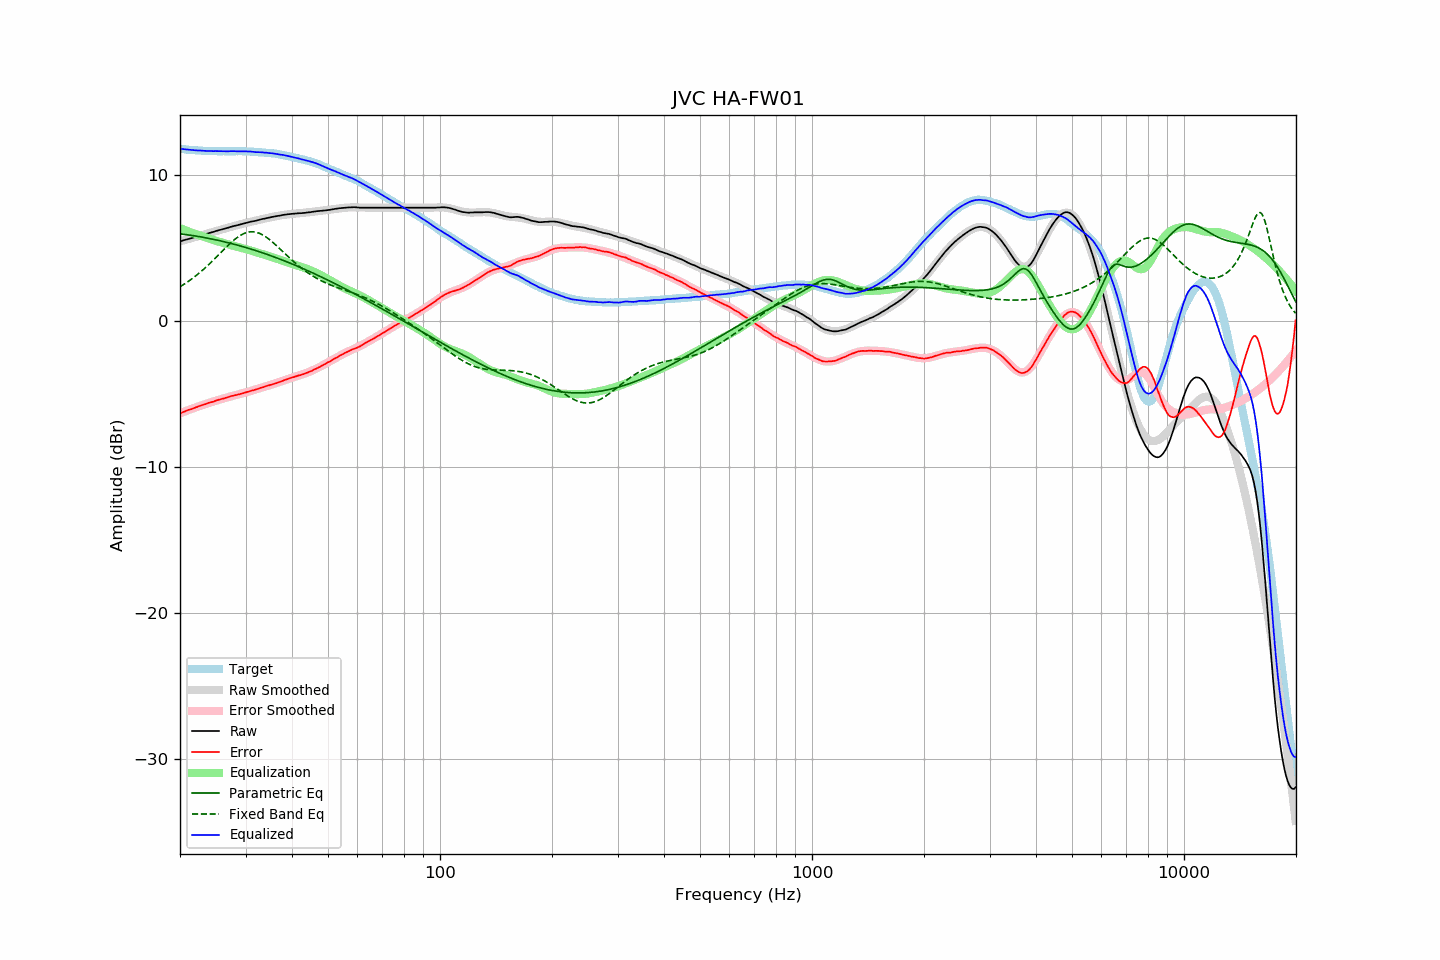 JVC HA-FW01
Amplitude (dBr)
10
0
−10
−20
−30
Target
Raw Smoothed
Error Smoothed
Raw
Error
Equalization
Parametric Eq
Fixed Band Eq
Equalized
100
1000
10000
Frequency (Hz)